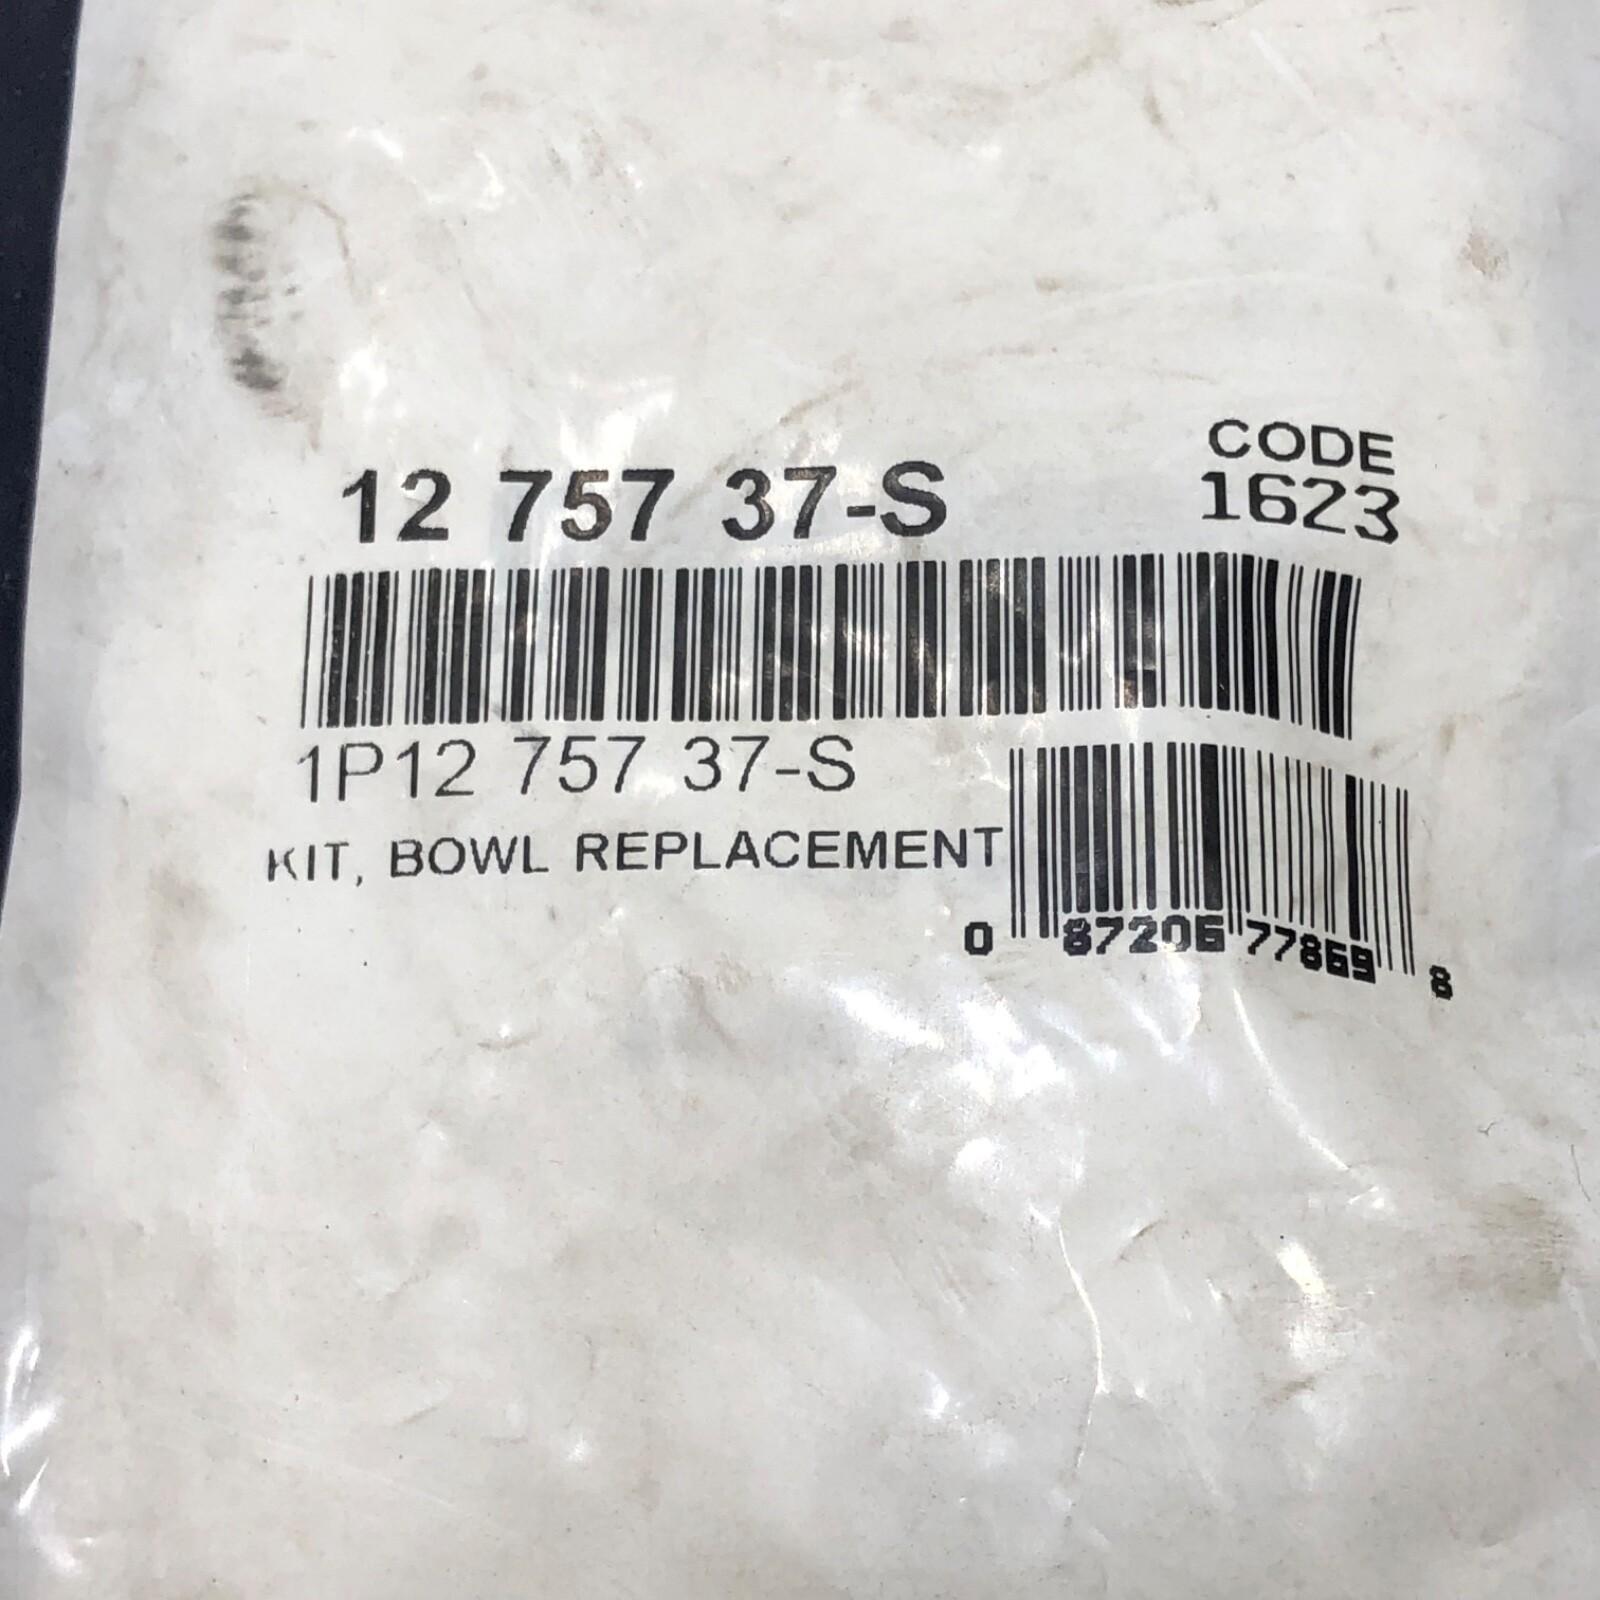 12 757 37-S
CODE
1623
1P12 757 37-S
KIT, BOWL REPLACEMENT
0 87206 77869 8